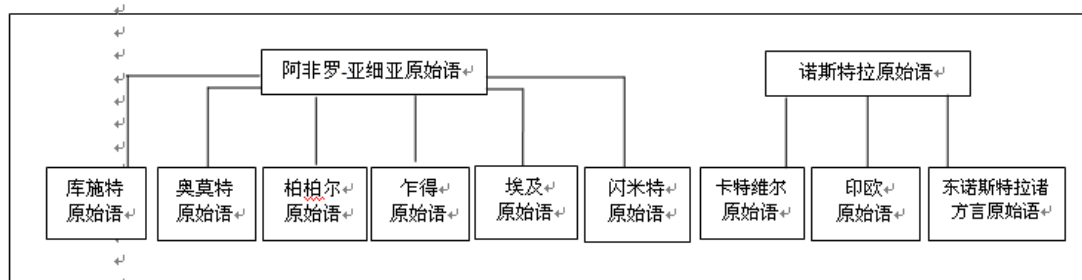 阿非罗-亚细亚原始语
诺斯特拉原始语
库施特
原始语
奥莫特
原始语
柏柏尔
原始语
乍得
原始语
埃及
原始语
闪米特
原始语
卡特维尔
原始语
印欧
原始语
东诺斯特拉诸
方言原始语